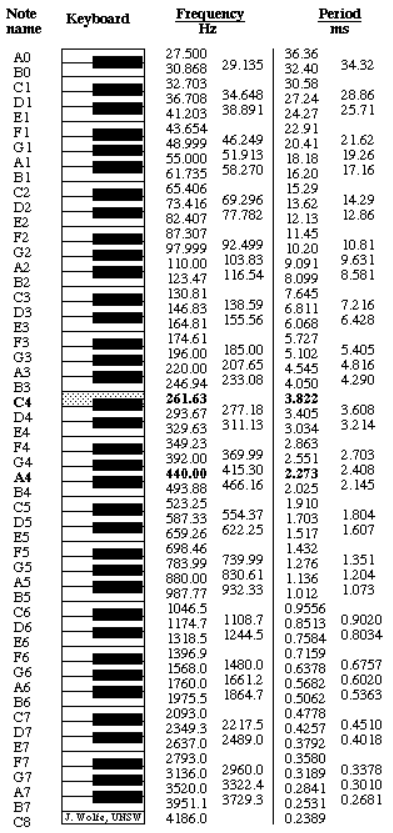 Note Keyboard Frequency Period
name Hz ms
A0 27.500 36.36
29.135 34.32
B0 30.868 32.40
C1 32.703 30.58
34.648 28.86
D1 36.708 27.24
38.891 25.71
E1 41.203 24.27
F1 43.654 22.91
46.249 21.62
G1 48.999 20.41
51.913 19.26
A1 55.000 18.18
58.270 17.16
B1 61.735 16.20
C2 65.406 15.29
69.296 14.29
D2 73.416 13.62
77.782 12.86
E2 82.407 12.13
F2 87.307 11.45
92.499 10.81
G2 97.999 10.20
103.83 9.631
A2 110.00 9.091
116.54 8.581
B2 123.47 8.099
C3 130.81 7.645
138.59 7.216
D3 146.83 6.811
155.56 6.428
E3 164.81 6.068
F3 174.61 5.727
185.00 5.405
G3 196.00 5.102
207.65 4.816
A3 220.00 4.545
233.08 4.290
B3 246.94 4.050
C4 261.63 3.822
277.18 3.608
D4 293.67 3.405
311.13 3.214
E4 329.63 3.034
F4 349.23 2.863
369.99 2.703
G4 392.00 2.551
415.30 2.408
A4 440.00 2.273
466.16 2.145
B4 493.88 2.025
C5 523.25 1.910
554.37 1.804
D5 587.33 1.703
622.25 1.607
E5 659.26 1.517
F5 698.46 1.432
739.99 1.351
G5 783.99 1.276
830.61 1.204
A5 880.00 1.136
932.33 1.073
B5 987.77 1.012
C6 1046.5 0.9556
1108.7 0.9020
D6 1174.7 0.8513
1244.5 0.8034
E6 1318.5 0.7584
F6 1396.9 0.7159
1480.0 0.6757
G6 1568.0 0.6378
1661.2 0.6020
A6 1760.0 0.5682
1864.7 0.5363
B6 1975.5 0.5062
C7 2093.0 0.4778
2217.5 0.4510
D7 2349.3 0.4257
2489.0 0.4018
E7 2637.0 0.3792
F7 2793.0 0.3580
2960.0 0.3378
G7 3136.0 0.3189
3322.4 0.3010
A7 3520.0 0.2841
3729.3 0.2681
B7 3951.1 0.2531
C8 J. Wolfe, UNSW 4186.0 0.2389